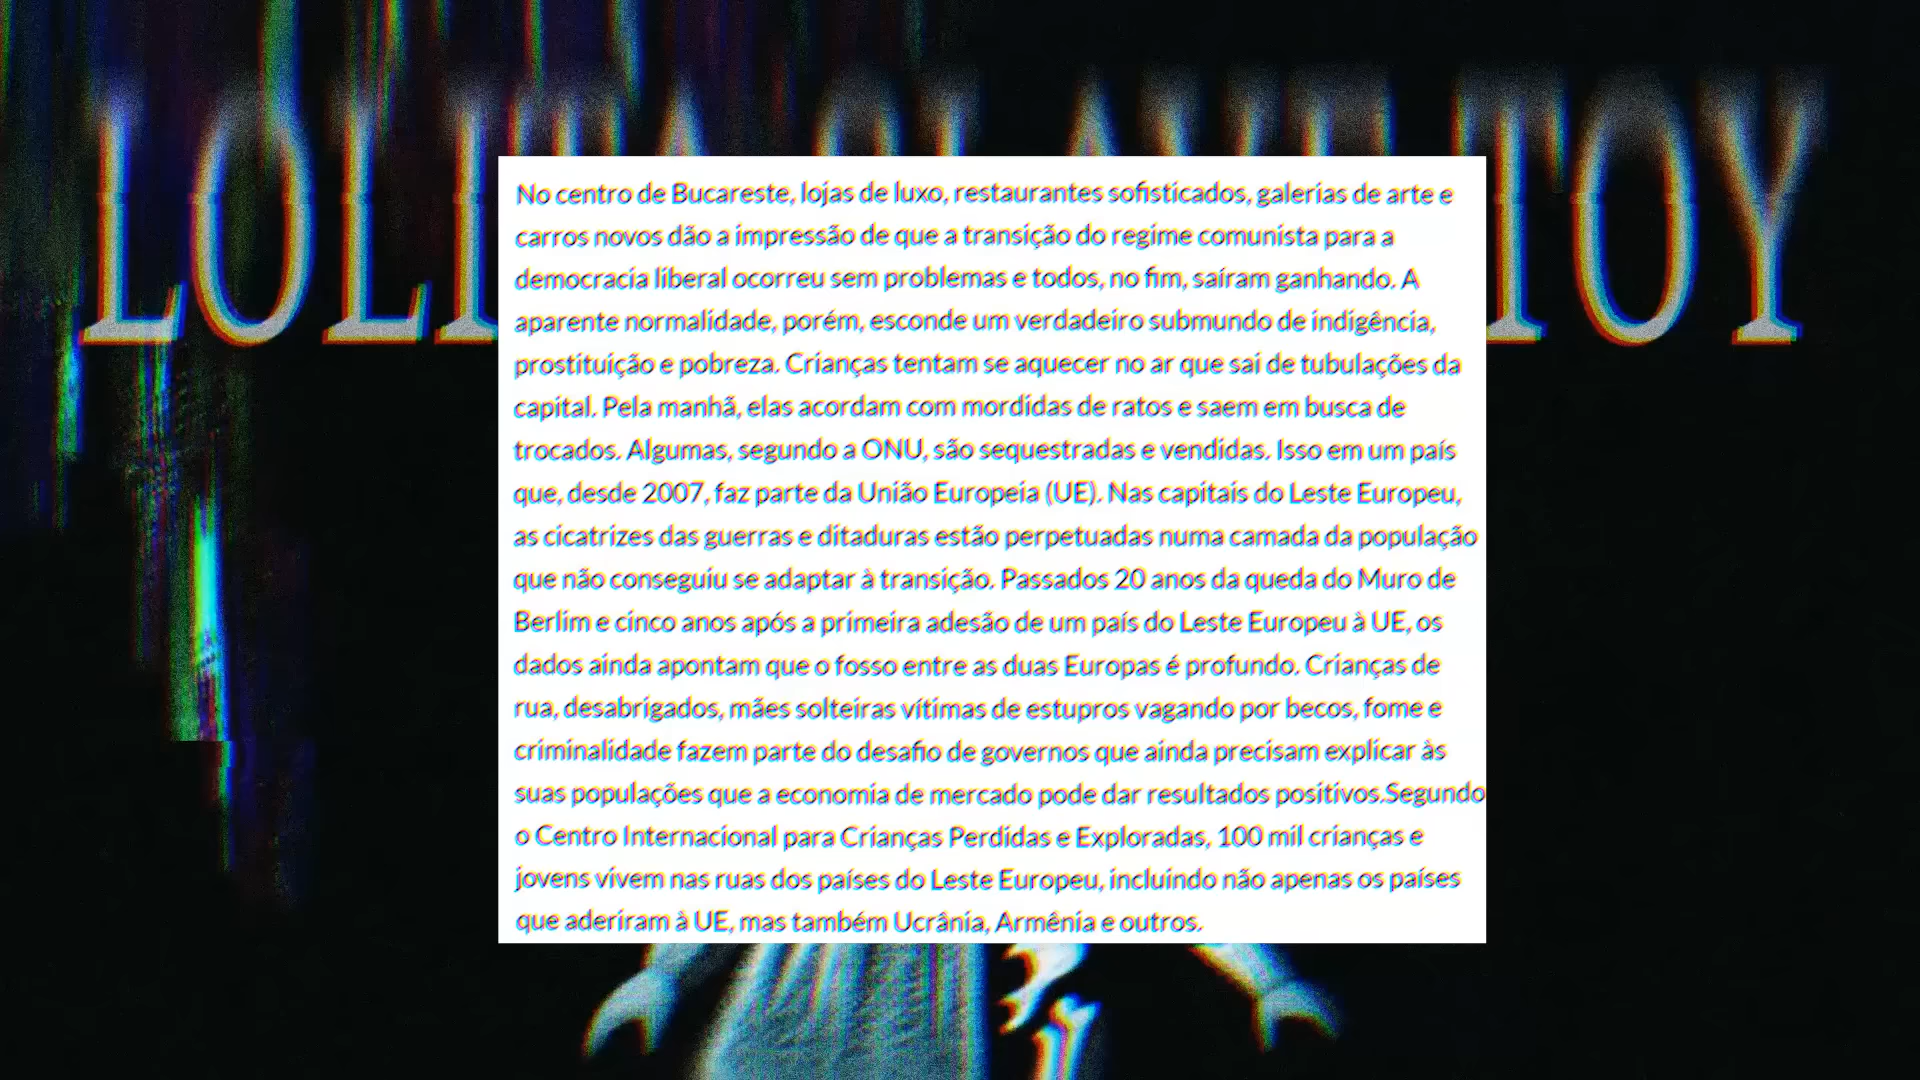 LOLITA SLAVE TOY
No centro de Bucareste, lojas de luxo, restaurantes sofisticados, galerias de arte e
carros novos dão a impressão de que a transição do regime comunista para a
democracia liberal ocorreu sem problemas e todos, no fim, saíram ganhando. A
aparente normalidade, porém, esconde um verdadeiro submundo de indigência,
prostituição e pobreza. Crianças tentam se aquecer no ar que sai de tubulações da
capital. Pela manhã, elas acordam com mordidas de ratos e saem em busca de
trocados. Algumas, segundo a ONU, são sequestradas e vendidas. Isso em um país
que, desde 2007, faz parte da União Europeia (UE). Nas capitais do Leste Europeu,
as cicatrizes das guerras e ditaduras estão perpetuadas numa camada da população
que não conseguiu se adaptar à transição. Passados 20 anos da queda do Muro de
Berlim e cinco anos após a primeira adesão de um país do Leste Europeu à UE, os
dados ainda apontam que o fosso entre as duas Europas é profundo. Crianças de
rua, desabrigados, mães solteiras vítimas de estupros vagando por becos, fome e
criminalidade fazem parte do desafio de governos que ainda precisam explicar às
suas populações que a economia de mercado pode dar resultados positivos.Segundo
o Centro Internacional para Crianças Perdidas e Exploradas, 100 mil crianças e
jovens vivem nas ruas dos países do Leste Europeu, incluindo não apenas os países
que aderiram à UE, mas também Ucrânia, Armênia e outros.